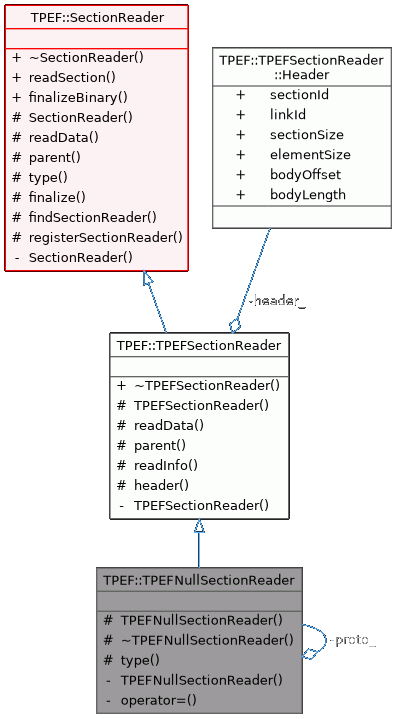 TPEF::SectionReader
+ ~SectionReader()
+ readSection()
+ finalizeBinary()
# SectionReader()
# readData()
# parent()
# type()
# finalize()
# findSectionReader()
# registerSectionReader()
- SectionReader()
TPEF::TPEFSectionReader
::Header
+ sectionId
+ linkId
+ sectionSize
+ elementSize
+ bodyOffset
+ bodyLength
-header_
TPEF::TPEFSectionReader
+ ~TPEFSectionReader()
# TPEFSectionReader()
# readData()
# parent()
# readInfo()
# header()
- TPEFSectionReader()
TPEF::TPEFNullSectionReader
# TPEFNullSectionReader()
# ~TPEFNullSectionReader()
# type()
- TPEFNullSectionReader()
- operator=()
-proto_